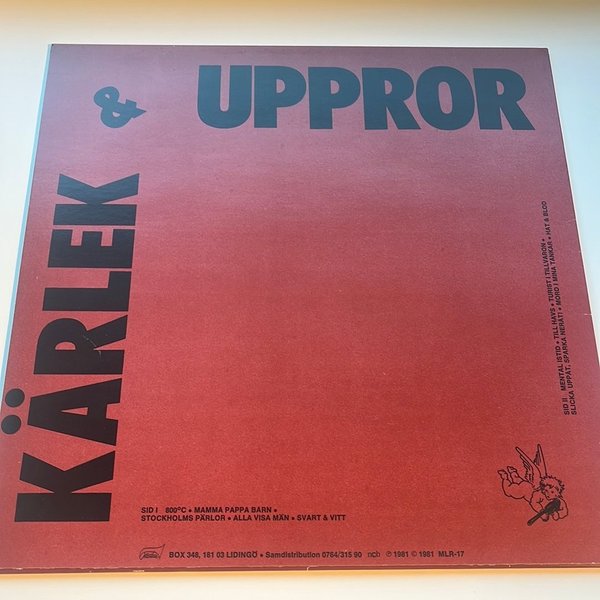 KÄRLEK & UPPROR
SID I 800°C • MAMMA PAPPA BARN •
STOCKHOLMS PÄRLOR • ALLA VISA MÄN • SVART & VITT
SID II MENTAL ISTID • TILL HAVS • TURIST I TILLVARON •
SLICKA UPPÅT, SPARKA NERÅT! • MORD I MINA TANKAR • HAT & BLOD
BOX 348, 181 03 LIDINGÖ • Samdistribution 0764/315 90 ncb ℗ 1981 © 1981 MLR-17